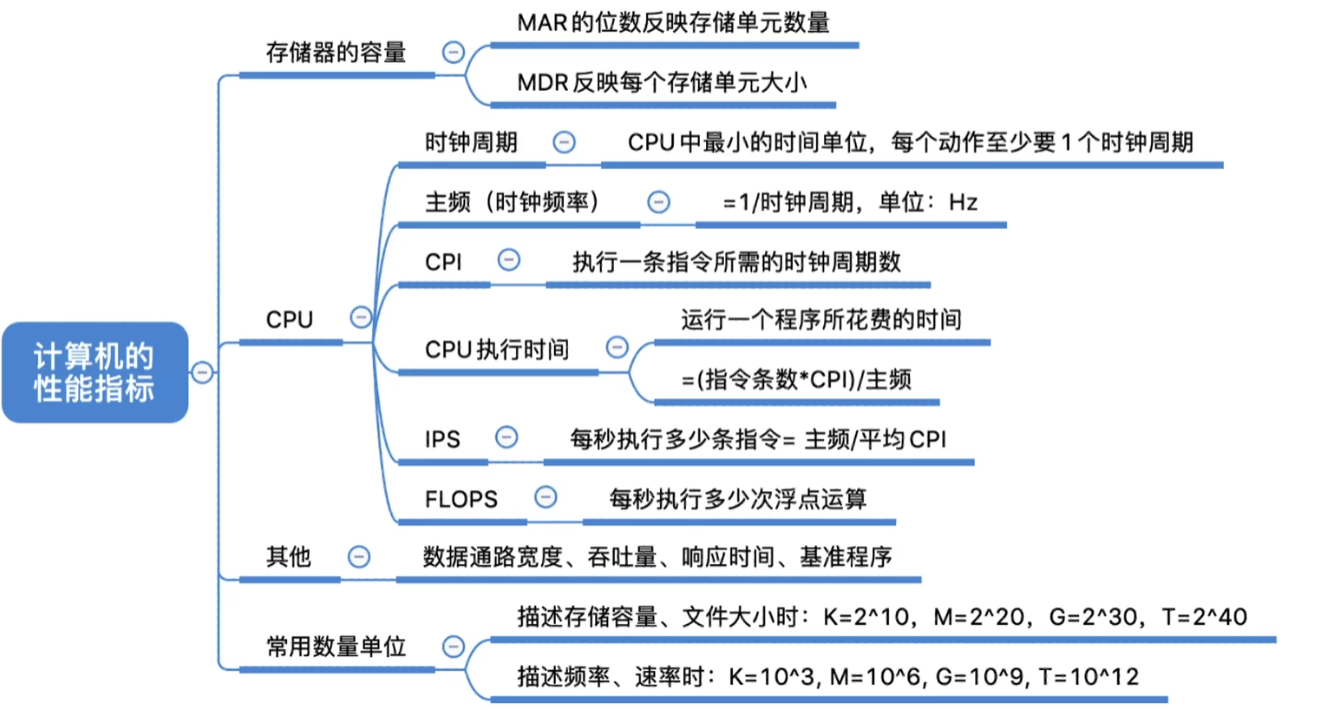 计算机的
性能指标
存储器的容量
MAR的位数反映存储单元数量
MDR反映每个存储单元大小
CPU
时钟周期
CPU中最小的时间单位，每个动作至少要1个时钟周期
主频（时钟频率）
=1/时钟周期，单位：Hz
CPI
执行一条指令所需的时钟周期数
CPU执行时间
运行一个程序所花费的时间
=(指令条数*CPI)/主频
IPS
每秒执行多少条指令= 主频/平均CPI
FLOPS
每秒执行多少次浮点运算
其他
数据通路宽度、吞吐量、响应时间、基准程序
常用数量单位
描述存储容量、文件大小时：K=2^10，M=2^20，G=2^30，T=2^40
描述频率、速率时：K=10^3, M=10^6, G=10^9, T=10^12